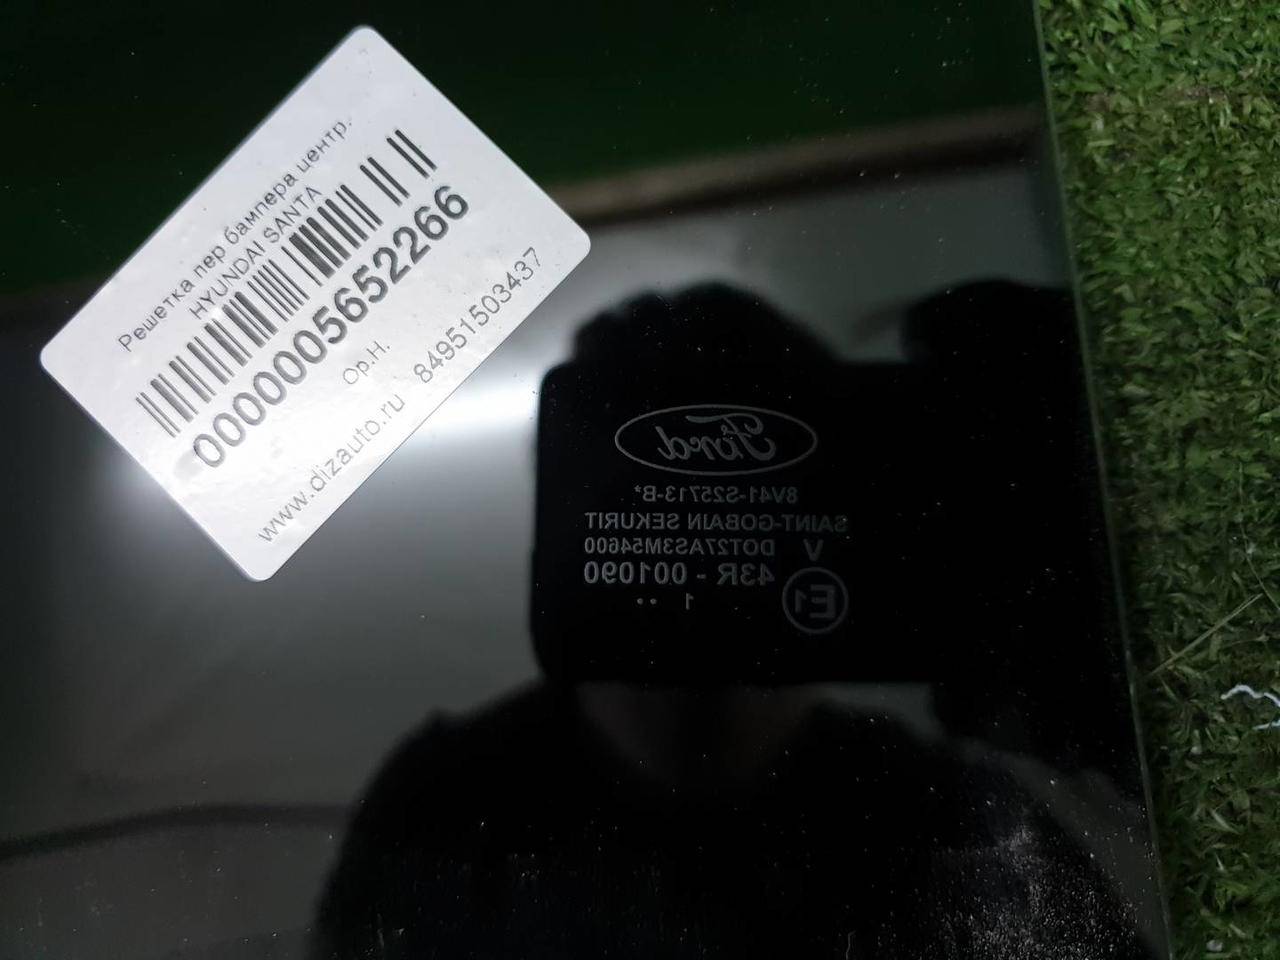 Решетка пер бампера центр.
HYUNDAI SANTA
0000005652266
Ор.Н.
www.dizauto.ru 84951503437
Ford
8V41-S25713-B*
SAINT-GOBAIN SEKURIT
V DOT27AS3M54600
43R - 001090
E1
1 ··